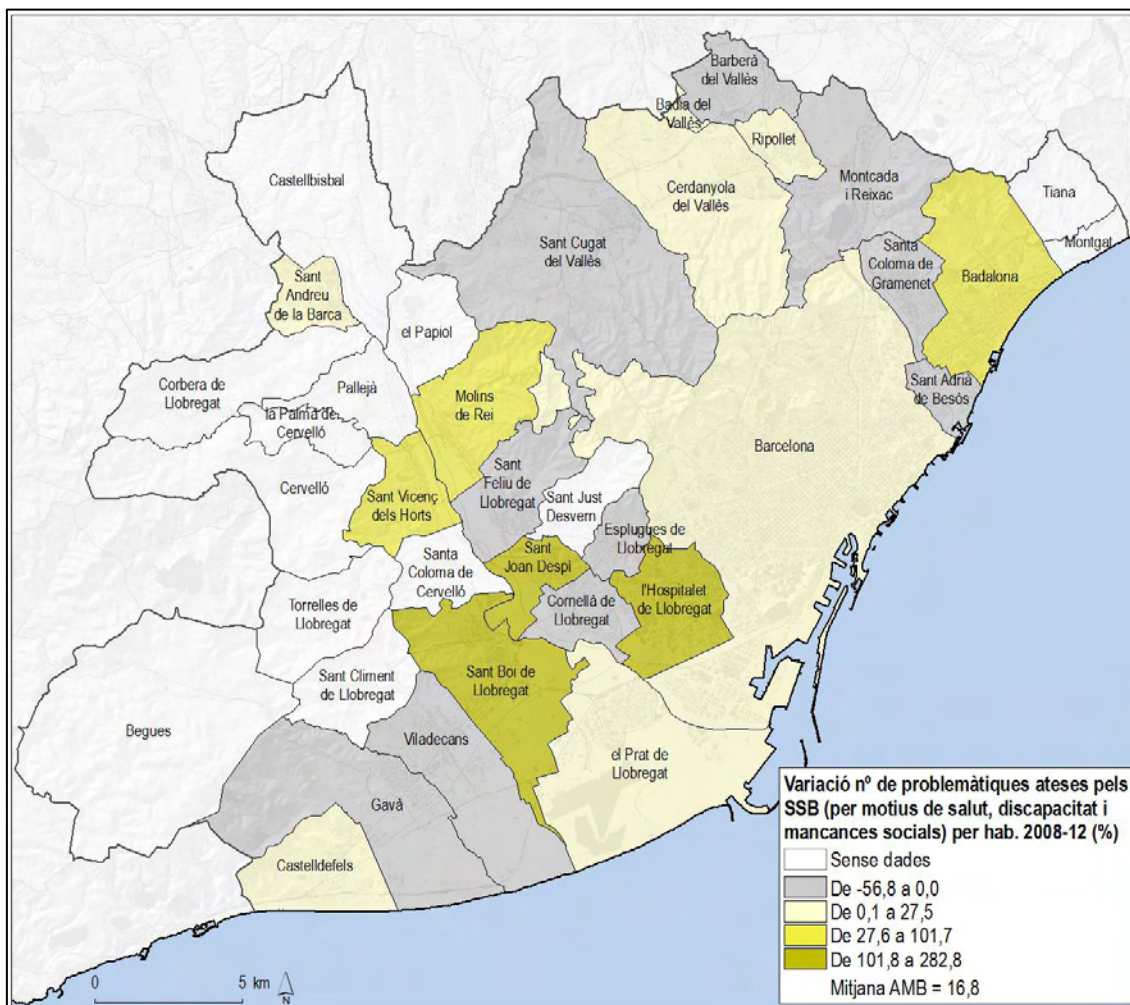 Barberà
del Vallès
Badia del
Vallès
Ripollet
Castellbisbal
Cerdanyola
del Vallès
Montcada
i Reixac
Tiana
Montgat
Sant Cugat
del Vallès
Santa
Coloma de
Gramenet
Badalona
Sant
Andreu
de la Barca
el Papiol
Corbera de
Llobregat
Pallejà
Molins
de Rei
Sant Adrià
de Besòs
la Palma de
Cervelló
Barcelona
Cervelló
Sant Vicenç
dels Horts
Sant
Feliu de
Llobregat
Sant Just
Desvern
Esplugues de
Llobregat
Santa
Coloma de
Cervelló
Sant
Joan Despí
l'Hospitalet
de Llobregat
Cornellà de
Llobregat
Torrelles de
Llobregat
Sant Climent
de Llobregat
Sant Boi de
Llobregat
Begues
Viladecans
el Prat de
Llobregat
Gavà
Castelldefels
Variació nº de problemàtiques ateses pels
SSB (per motius de salut, discapacitat i
mancances socials) per hab. 2008-12 (%)
Sense dades
De -56,8 a 0,0
De 0,1 a 27,5
De 27,6 a 101,7
De 101,8 a 282,8
Mitjana AMB = 16,8
0 5 km
N